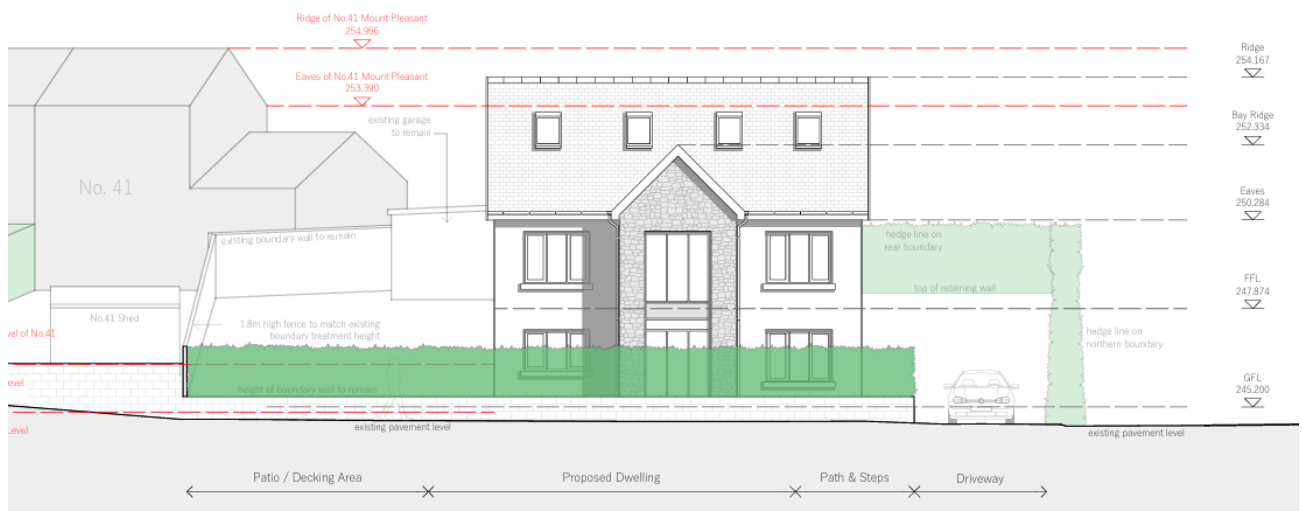 Ridge of No.41 Mount Pleasant
254.956
Ridge
254.167
Eaves of No.41 Mount Pleasant
253.390
existing garage
to remain
Bay Ridge
252.334
No. 41
Eaves
250.284
existing boundary wall to remain
hedge line on
rear boundary
FFL
247.874
top of retaining wall
No.41 Shed
1.8m high fence to match existing
boundary treatment height
vel of No.41
hedge line on
northern boundary
evel
height of boundary wall to remain
GFL
245.200
Level
existing pavement level
existing pavement level
Patio / Decking Area
Proposed Dwelling
Path & Steps
Driveway